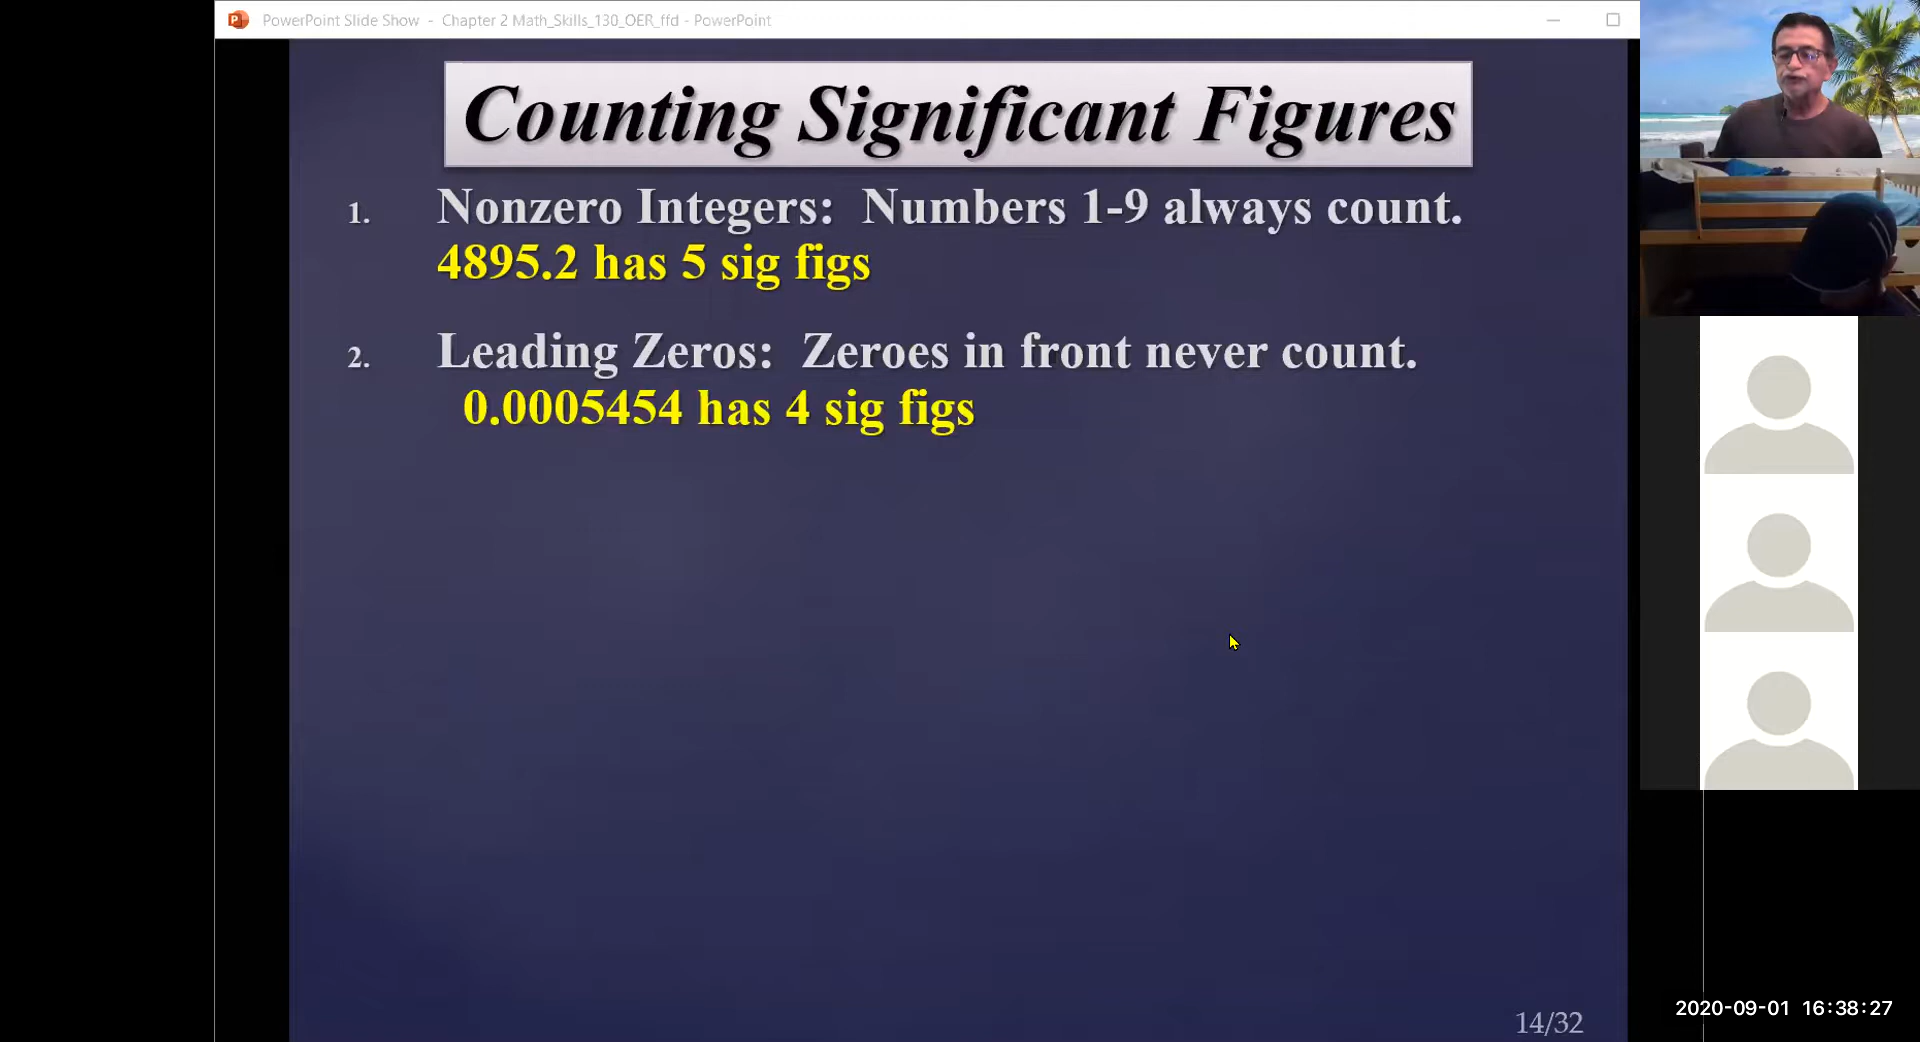 PowerPoint Slide Show - Chapter 2 Math_Skills_130_OER_ffd - PowerPoint
Counting Significant Figures
1. Nonzero Integers: Numbers 1-9 always count.
4895.2 has 5 sig figs
2. Leading Zeros: Zeroes in front never count.
0.0005454 has 4 sig figs
14/32
2020-09-01 16:38:27